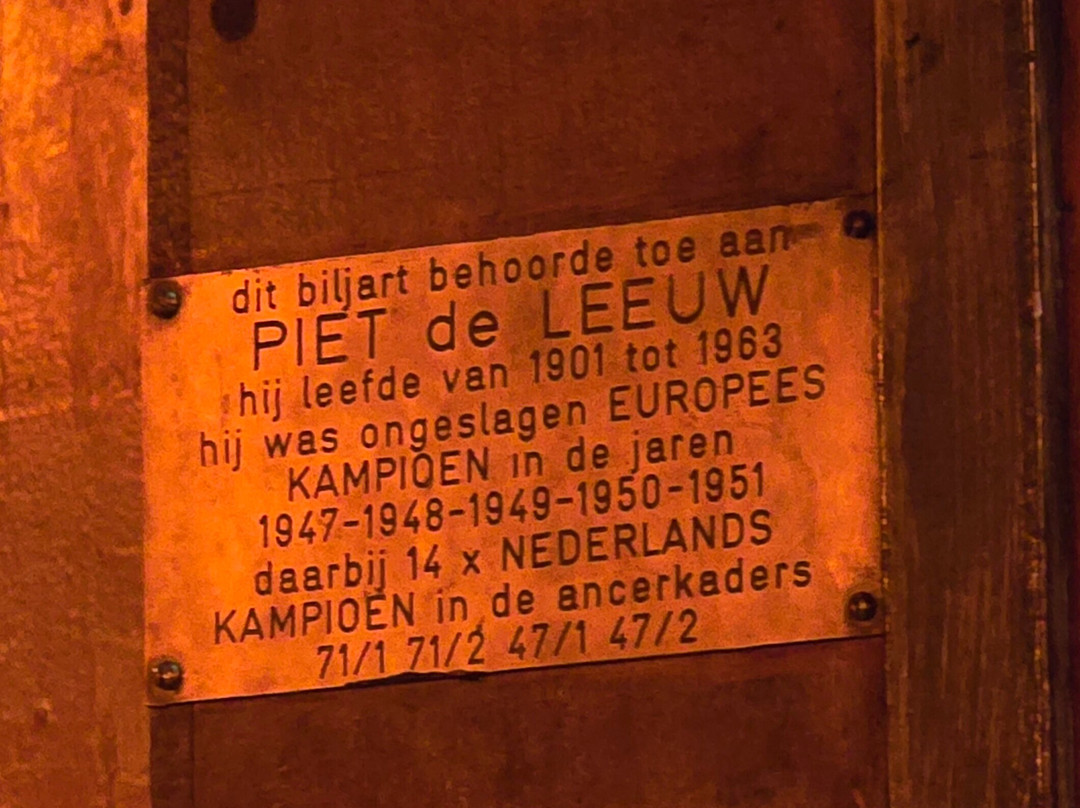 dit biljart behoorde toe aan
PIET de LEEUW
hij leefde van 1901 tot 1963
hij was ongeslagen EUROPEES
KAMPIOEN in de jaren
1947-1948-1949-1950-1951
daarbij 14 x NEDERLANDS
KAMPIOEN in de ancerkaders
71/1 71/2 47/1 47/2